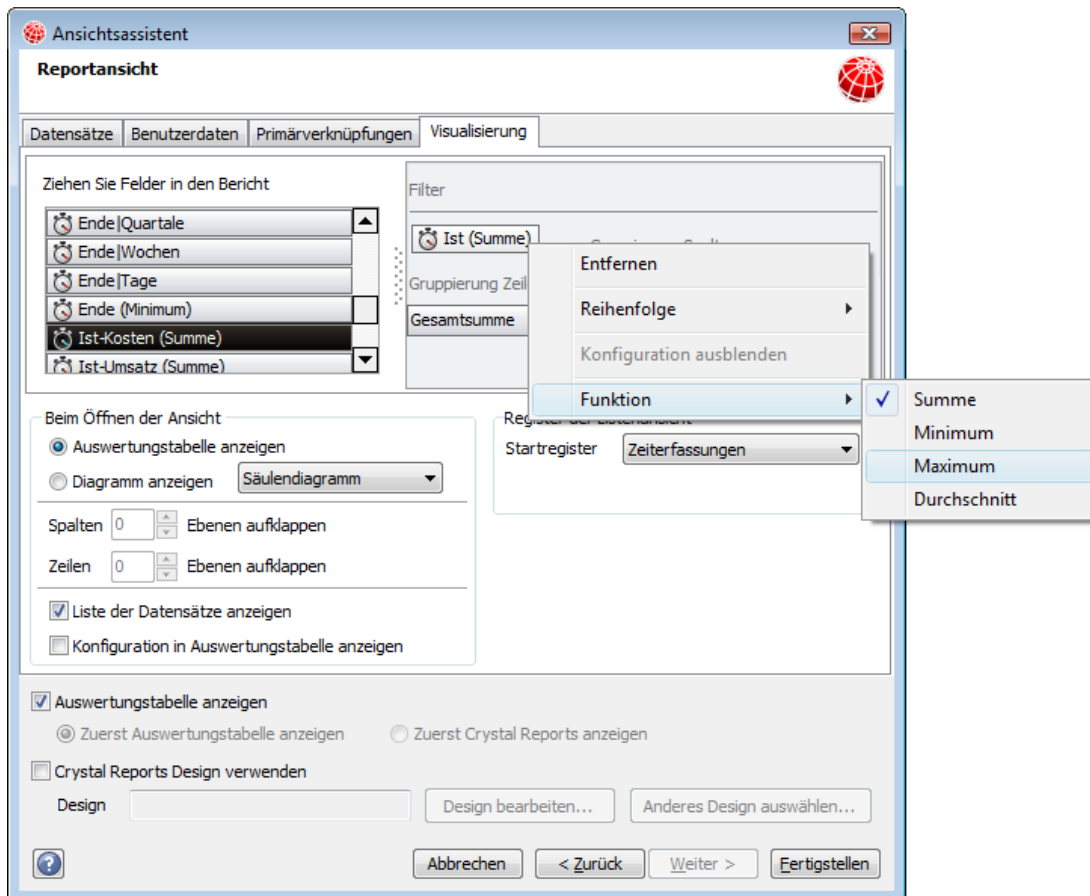 Ansichtsassistent
Reportansicht
Datensätze Benutzerdaten Primärverknüpfungen Visualisierung
Ziehen Sie Felder in den Bericht
Ende|Quartale
Ende|Wochen
Ende|Tage
Ende (Minimum)
Ist-Kosten (Summe)
Ist-Umsatz (Summe)
Filter
Ist (Summe)
Gruppierung Zeil
Gesamtsumme
Entfernen
Reihenfolge
Konfiguration ausblenden
Funktion
Summe
Minimum
Maximum
Durchschnitt
Beim Öffnen der Ansicht
Auswertungstabelle anzeigen
Diagramm anzeigen Säulendiagramm
Spalten 0 Ebenen aufklappen
Zeilen 0 Ebenen aufklappen
Liste der Datensätze anzeigen
Konfiguration in Auswertungstabelle anzeigen
Register der Listenansicht
Startregister Zeiterfassungen
Auswertungstabelle anzeigen
Zuerst Auswertungstabelle anzeigen Zuerst Crystal Reports anzeigen
Crystal Reports Design verwenden
Design Design bearbeiten... Anderes Design auswählen...
Abbrechen < Zurück Weiter > Fertigstellen